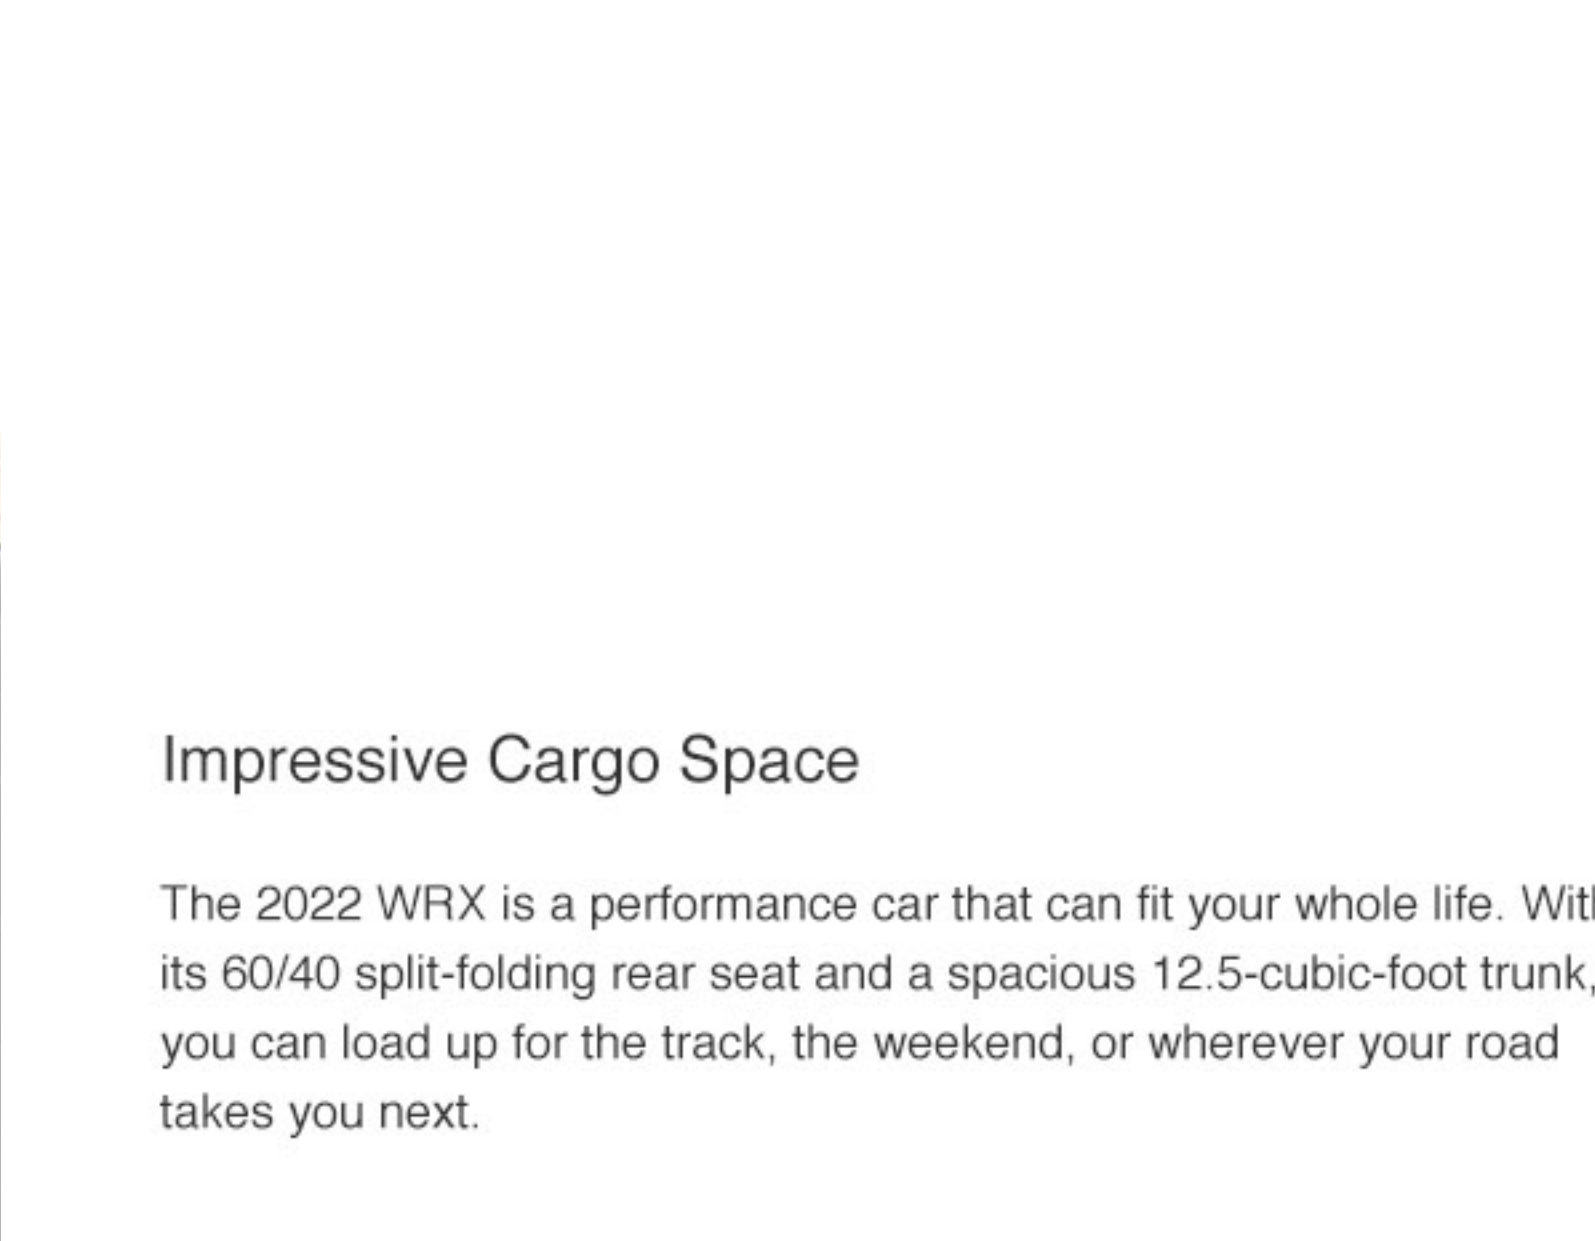 Impressive Cargo Space
The 2022 WRX is a performance car that can fit your whole life. With
its 60/40 split-folding rear seat and a spacious 12.5-cubic-foot trunk,
you can load up for the track, the weekend, or wherever your road
takes you next.